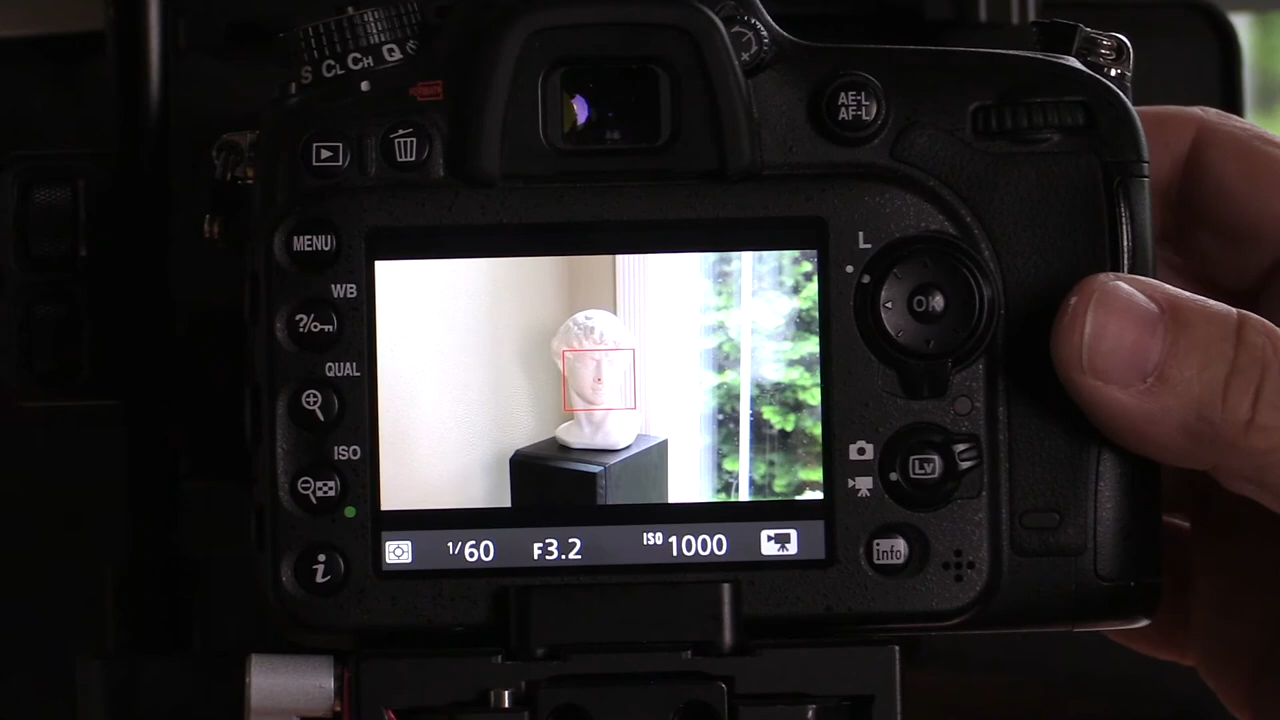 S CL CH Q
AE-L
AF-L
MENU
WB
?/
QUAL
ISO
i
L
OK
Lv
info
1/60 F3.2 ISO 1000